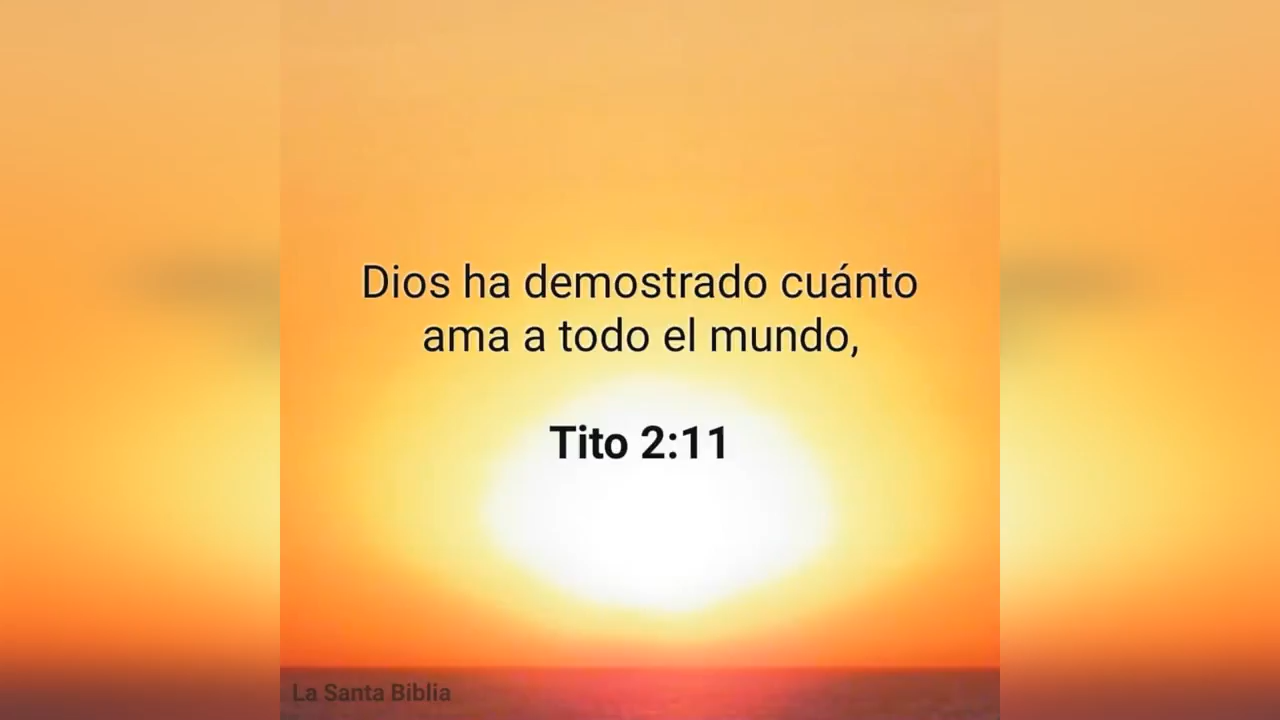 Dios ha demostrado cuánto
ama a todo el mundo,
Tito 2:11
La Santa Biblia